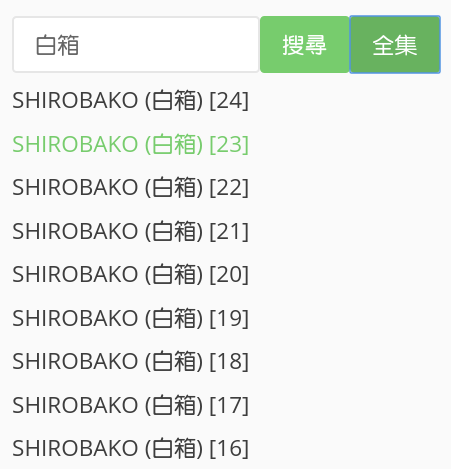 白箱 搜尋 全集
SHIROBAKO (白箱) [24]
SHIROBAKO (白箱) [23]
SHIROBAKO (白箱) [22]
SHIROBAKO (白箱) [21]
SHIROBAKO (白箱) [20]
SHIROBAKO (白箱) [19]
SHIROBAKO (白箱) [18]
SHIROBAKO (白箱) [17]
SHIROBAKO (白箱) [16]